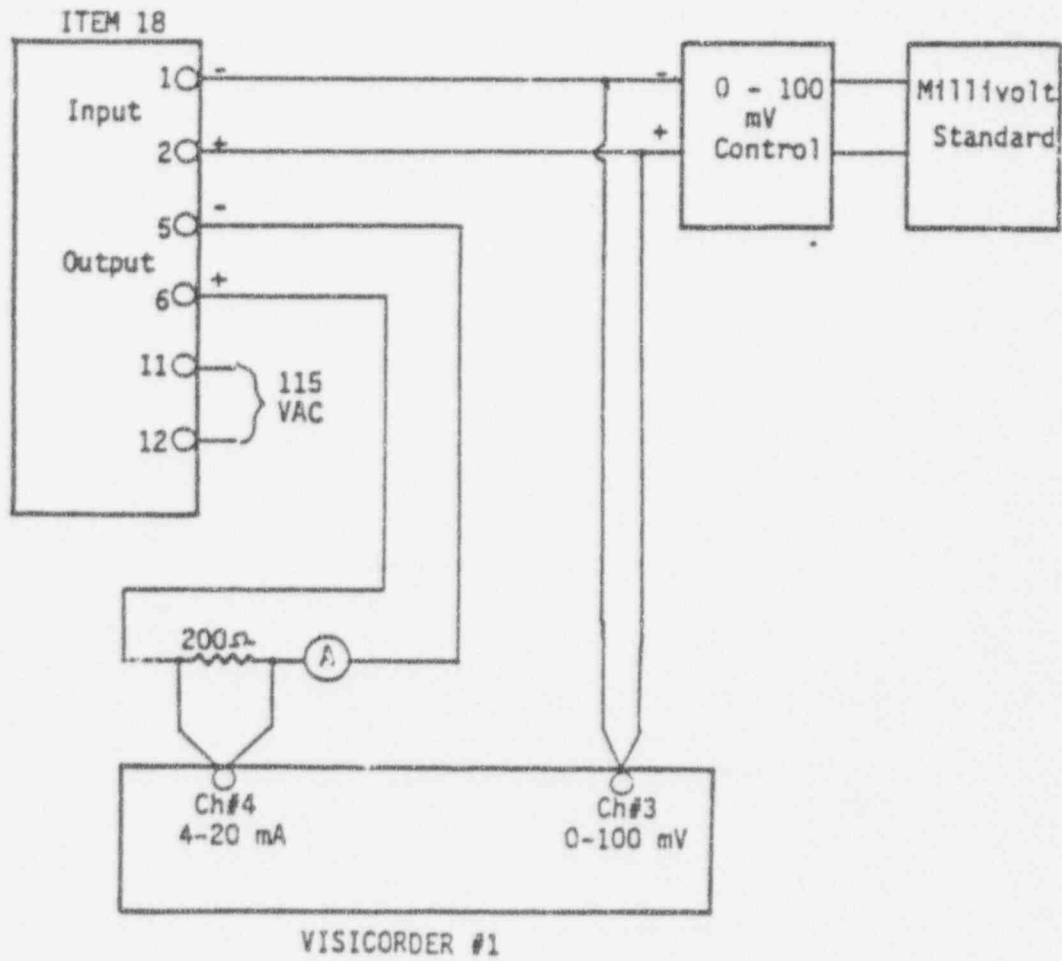 ITEM 18
1 -
Input
2 +
5 -
Output
6 +
11
12
115
VAC
-
+
0 - 100
mV
Control
Millivolt
Standard
200Ω
A
Ch#4
4-20 mA
Ch#3
0-100 mV
VISICORDER #1